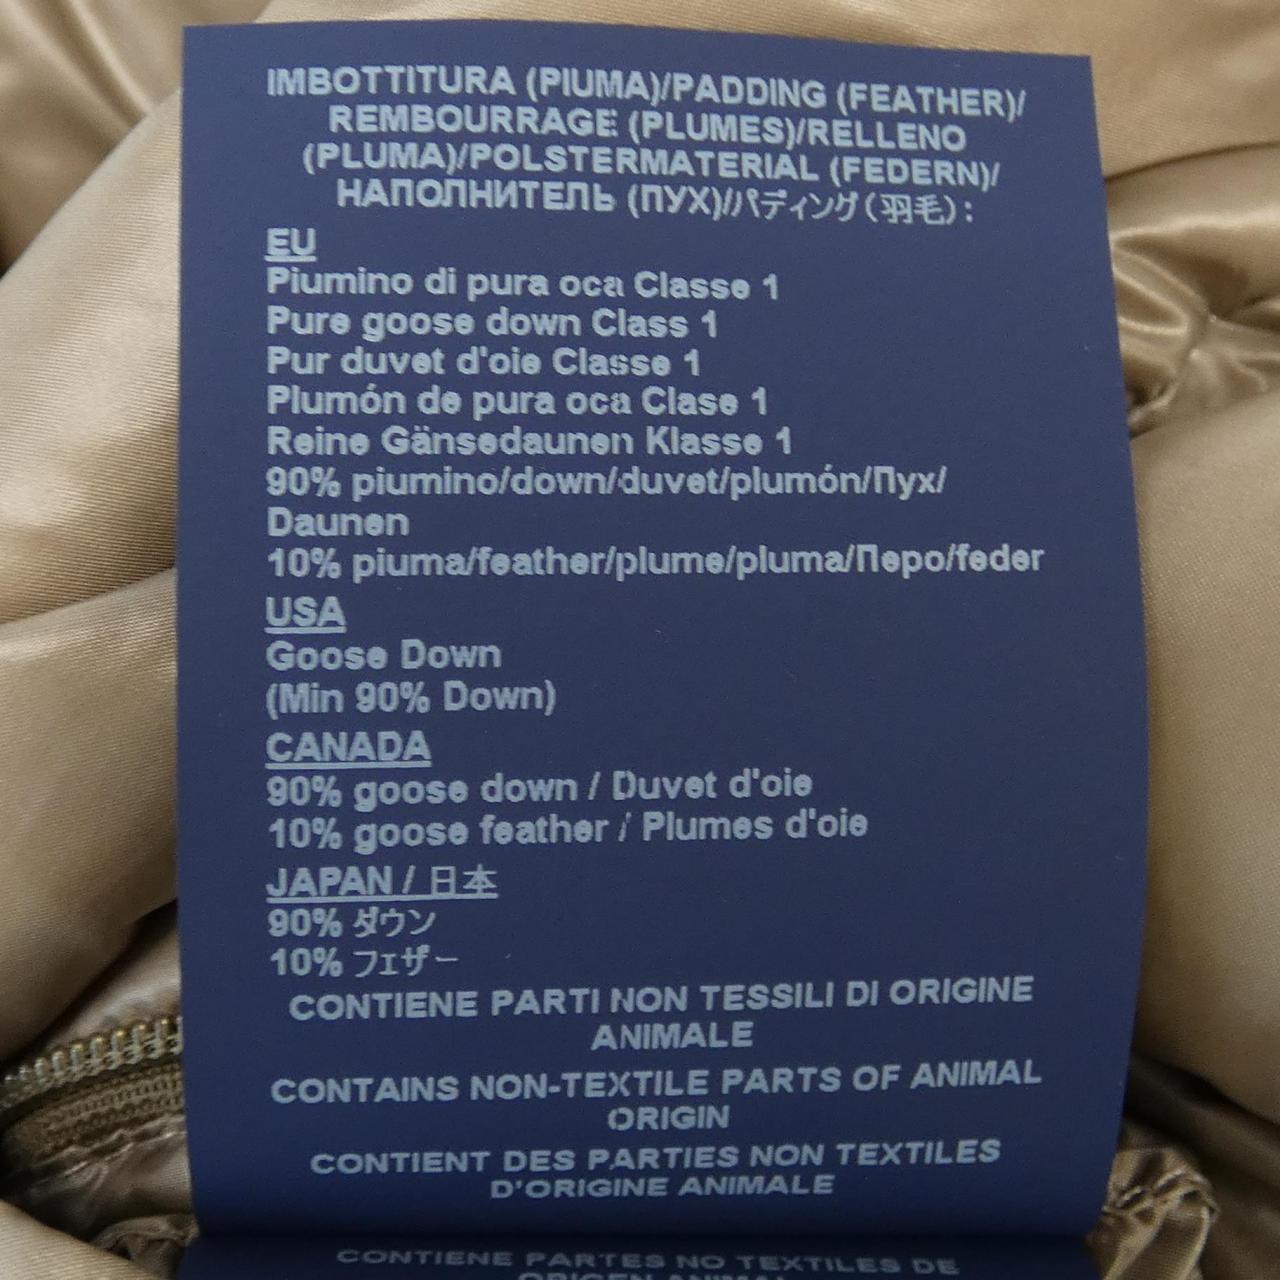 IMBOTTITURA (PIUMA)/PADDING (FEATHER)/
REMBOURRAGE (PLUMES)/RELLENO
(PLUMA)/POLSTERMATERIAL (FEDERN)/
НАПОЛНИТЕЛЬ (ПУХ)/パディング(羽毛):
EU
Piumino di pura oca Classe 1
Pure goose down Class 1
Pur duvet d'oie Classe 1
Plumón de pura oca Clase 1
Reine Gänsedaunen Klasse 1
90% piumino/down/duvet/plumón/Пух/
Daunen
10% piuma/feather/plume/pluma/Перо/feder
USA
Goose Down
(Min 90% Down)
CANADA
90% goose down / Duvet d'oie
10% goose feather / Plumes d'oie
JAPAN / 日本
90% ダウン
10% フェザー
CONTIENE PARTI NON TESSILI DI ORIGINE
ANIMALE
CONTAINS NON-TEXTILE PARTS OF ANIMAL
ORIGIN
CONTIENT DES PARTIES NON TEXTILES
D'ORIGINE ANIMALE
CONTIENE PARTES NO TEXTILES DE
ORIGEN ANIMAL